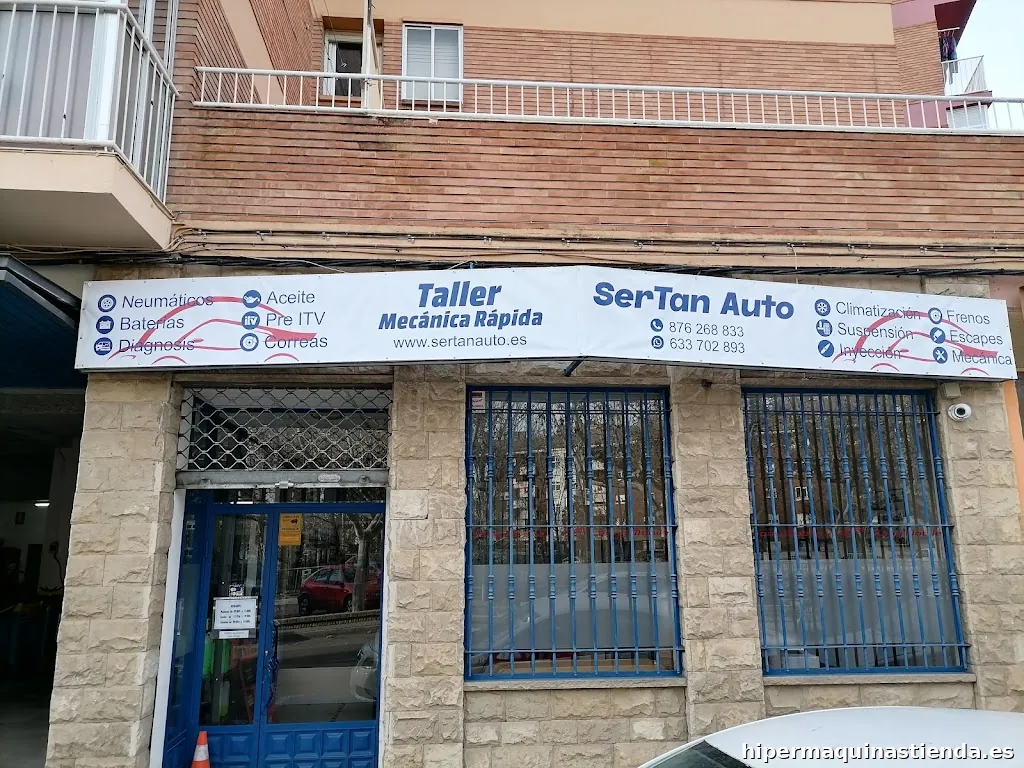 Neumáticos
Baterías
Diagnosis
Aceite
Pre ITV
Correas
Taller
Mecánica Rápida
www.sertanauto.es
SerTan Auto
876 268 833
633 702 893
Climatización
Suspensión
Inyección
Frenos
Escapes
Mecánica
hipermaquinastienda.es